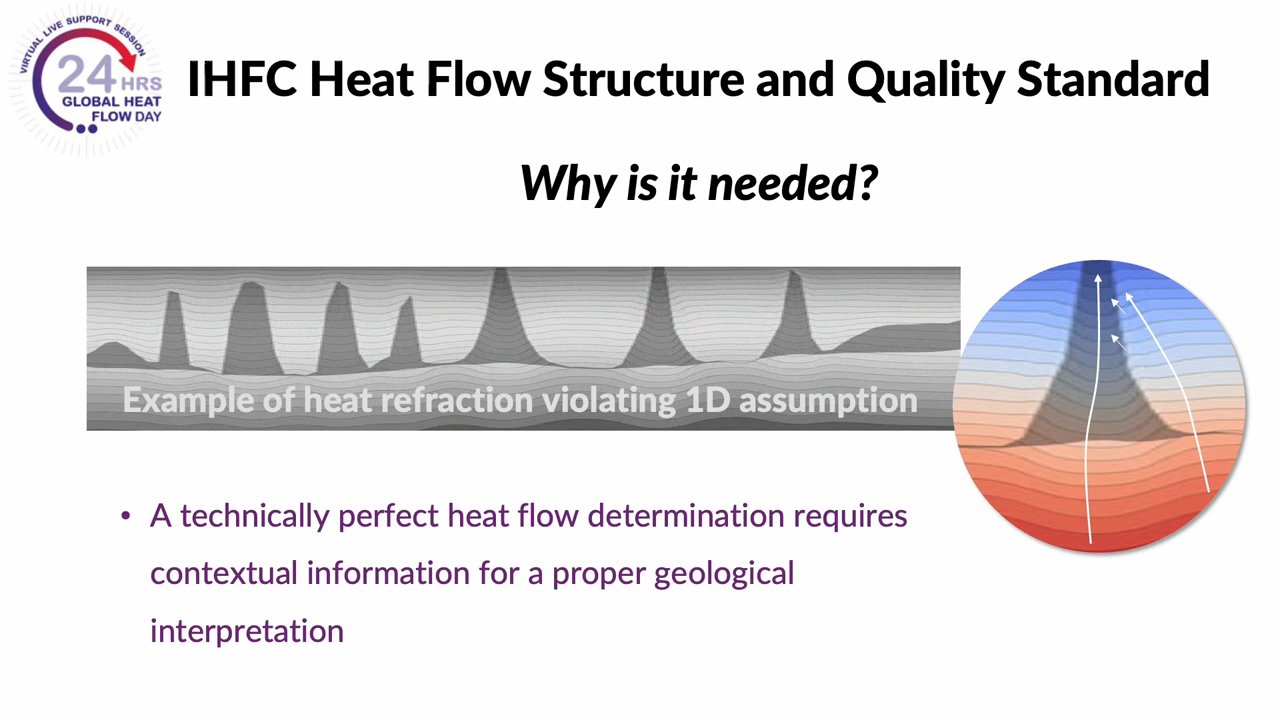 VIRTUAL LIVE SUPPORT SESSION
24 HRS
GLOBAL HEAT
FLOW DAY
IHFC Heat Flow Structure and Quality Standard
Why is it needed?
Example of heat refraction violating 1D assumption
• A technically perfect heat flow determination requires
contextual information for a proper geological
interpretation